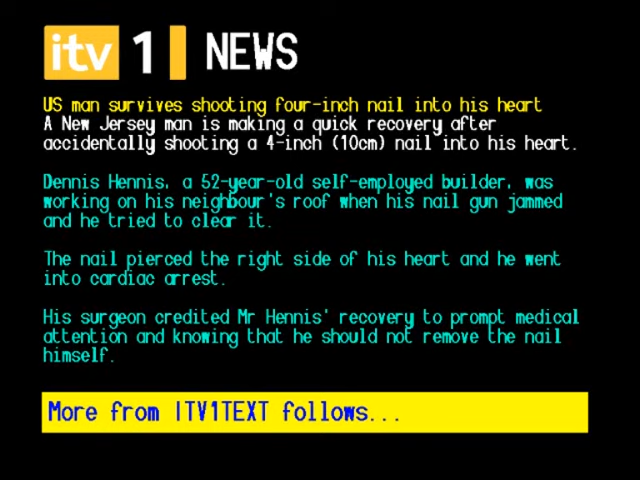 itv 1 NEWS
US man survives shooting four-inch nail into his heart
A New Jersey man is making a quick recovery after
accidentally shooting a 4-inch (10cm) nail into his heart.
Dennis Hennis, a 52-year-old self-employed builder, was
working on his neighbour's roof when his nail gun jammed
and he tried to clear it.
The nail pierced the right side of his heart and he went
into cardiac arrest.
His surgeon credited Mr Hennis' recovery to prompt medical
attention and knowing that he should not remove the nail
himself.
More from ITV1TEXT follows...